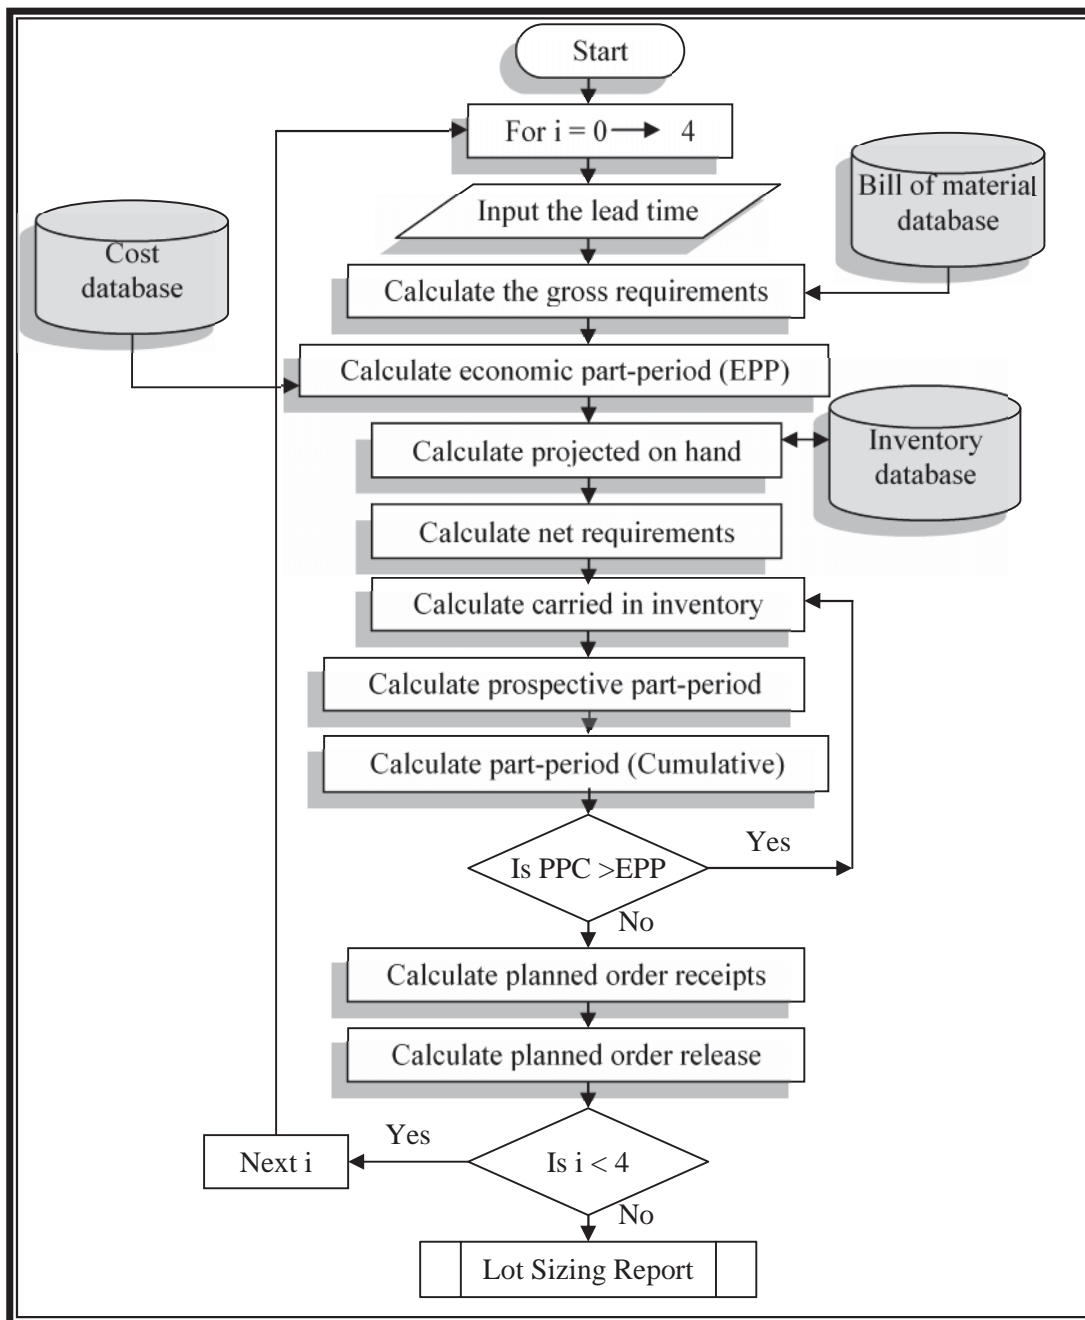 Start
For i = 0 → 4
Input the lead time
Bill of material
database
Cost
database
Calculate the gross requirements
Calculate economic part-period (EPP)
Calculate projected on hand
Inventory
database
Calculate net requirements
Calculate carried in inventory
Calculate prospective part-period
Calculate part-period (Cumulative)
Is PPC >EPP
Yes
No
Calculate planned order receipts
Calculate planned order release
Is i < 4
Yes
Next i
No
Lot Sizing Report